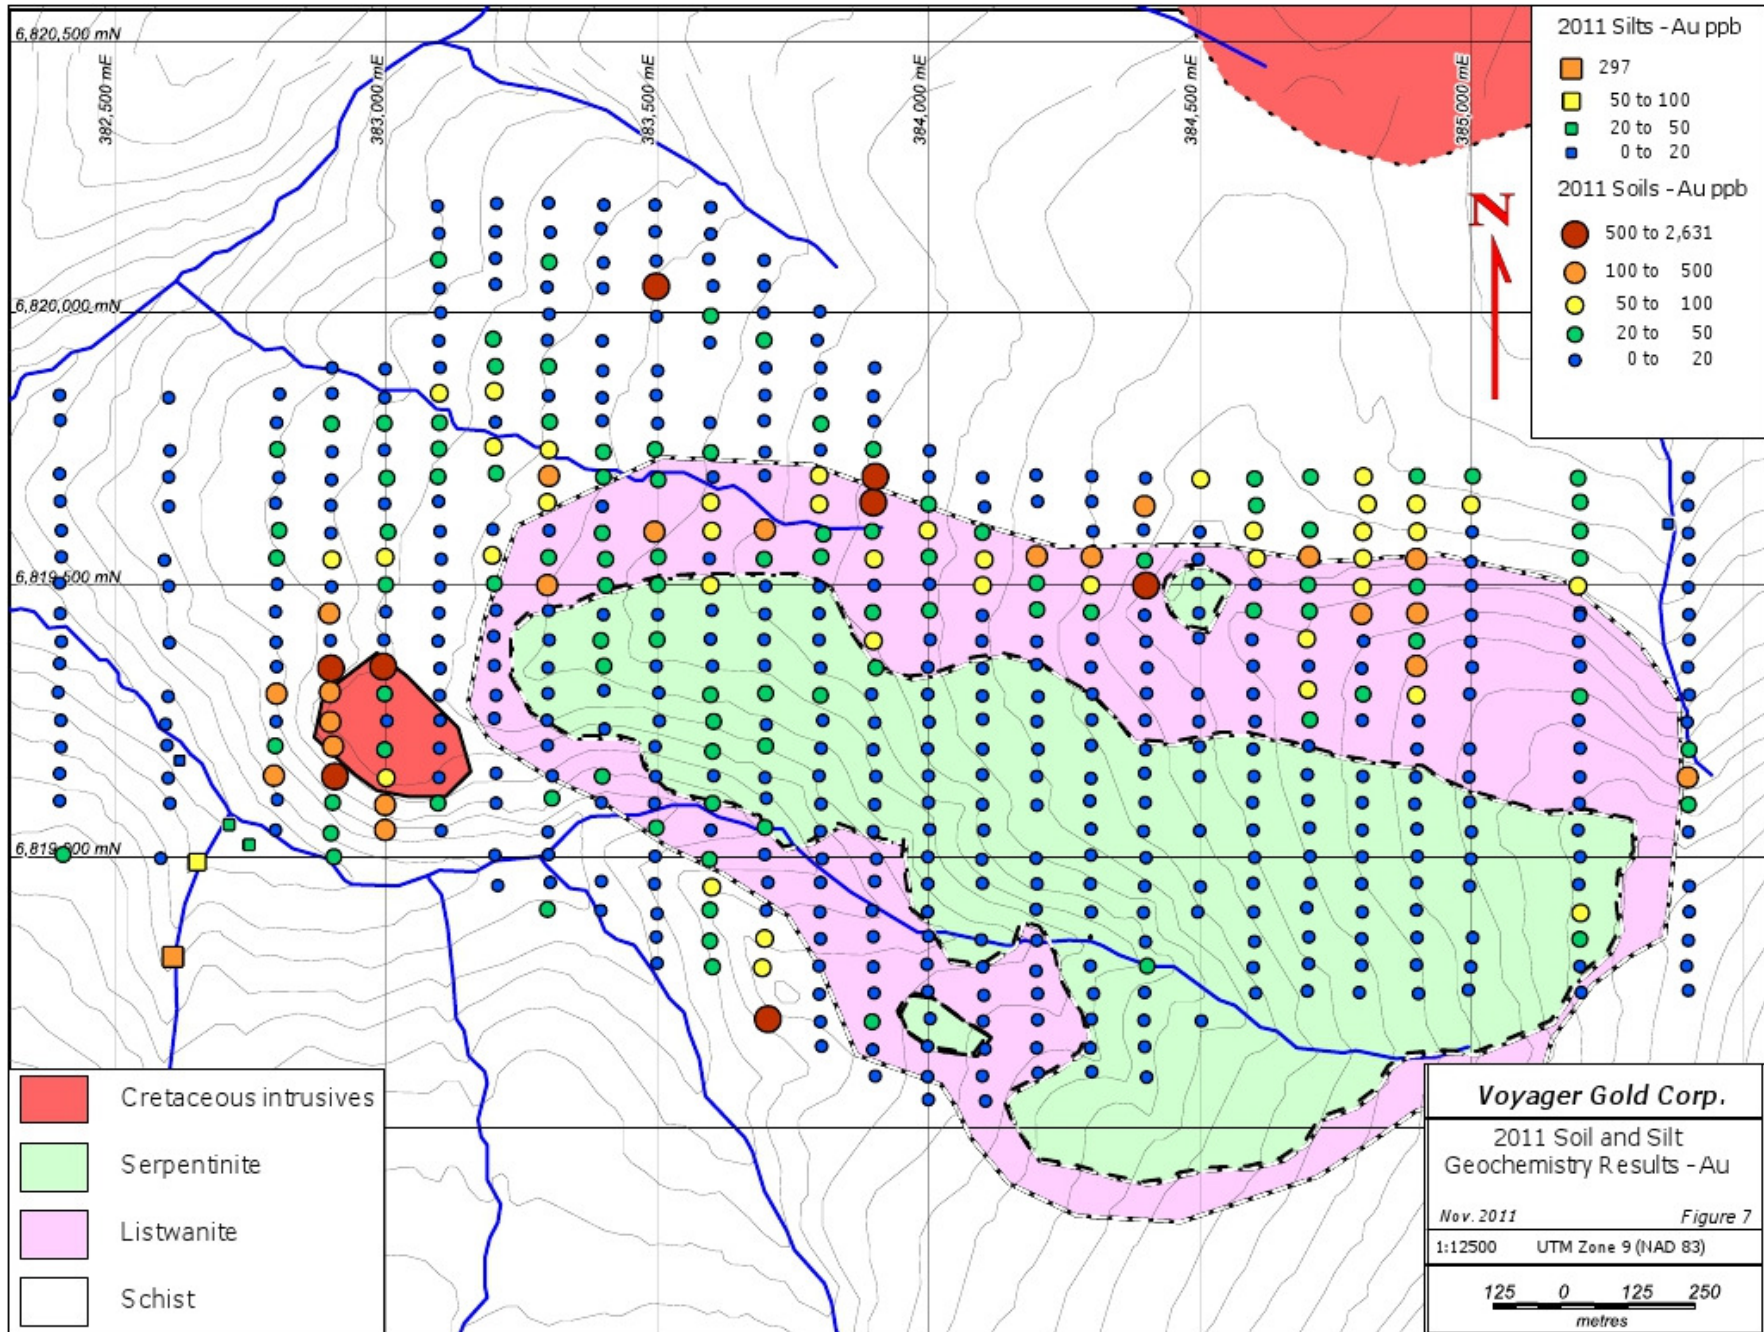 6,820,500 mN
382,500 mE
383,000 mE
383,500 mE
384,000 mE
384,500 mE
385,000 mE
2011 Silts - Au ppb
297
50 to 100
20 to 50
0 to 20
2011 Soils - Au ppb
500 to 2,631
100 to 500
50 to 100
20 to 50
0 to 20
N
6,820,000 mN
6,819,500 mN
6,819,000 mN
Cretaceous intrusives
Serpentinite
Listwanite
Schist
Voyager Gold Corp.
2011 Soil and Silt
Geochemistry Results - Au
Nov. 2011 Figure 7
1:12500 UTM Zone 9 (NAD 83)
125 0 125 250
metres